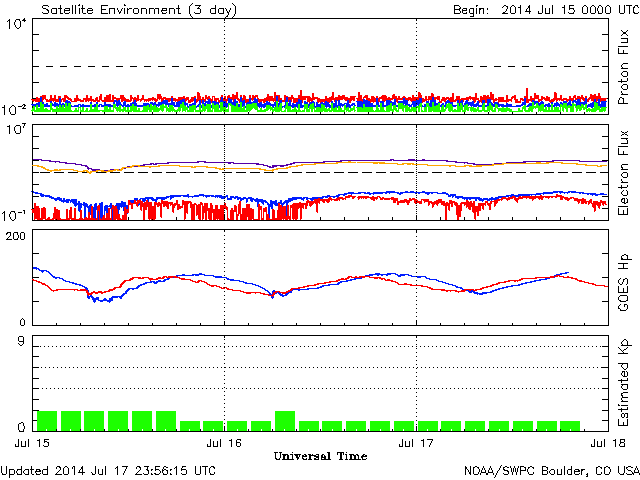 Satellite Environment (3 day) Begin: 2014 Jul 15 0000 UTC
10^4
10^-2
Proton Flux
10^7
10^-1
Electron Flux
200
0
GOES Hp
9
0
Estimated Kp
Jul 15 Jul 16 Jul 17 Jul 18
Universal Time
Updated 2014 Jul 17 23:56:15 UTC NOAA/SWPC Boulder, CO USA